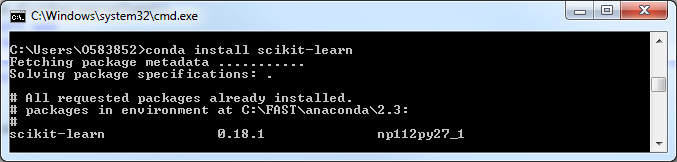 C:\Windows\system32\cmd.exe
C:\Users\O583852>conda install scikit-learn
Fetching package metadata ...........
Solving package specifications: .
# All requested packages already installed.
# packages in environment at C:\FAST\anaconda\2.3:
#
scikit-learn 0.18.1 np112py27_1